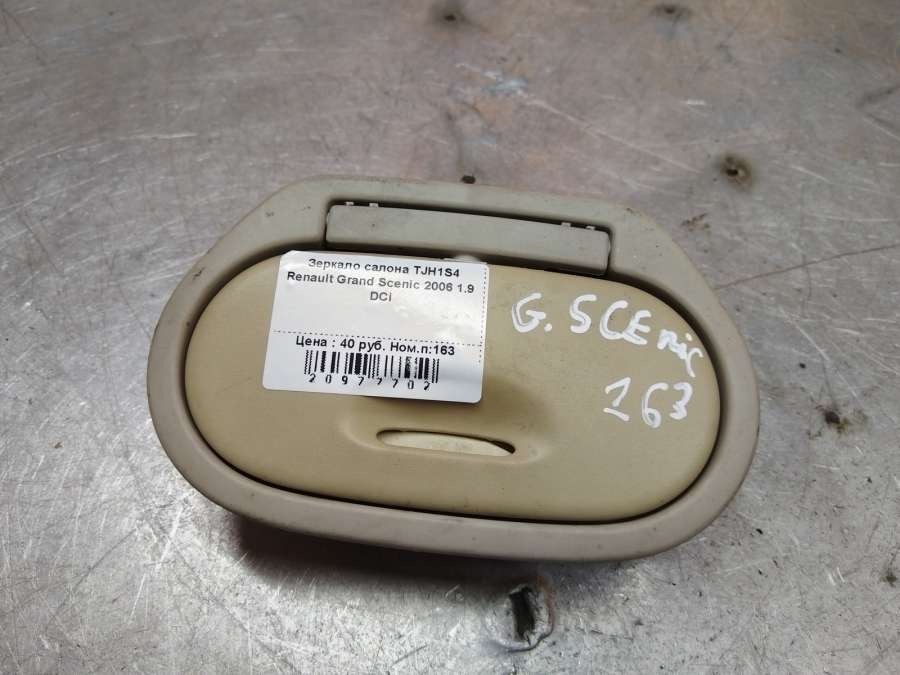 Зеркало салона TJH1S4
Renault Grand Scenic 2006 1.9
DCi
Цена : 40 руб. Ном.п:163
20977702
G. SCEnic
163